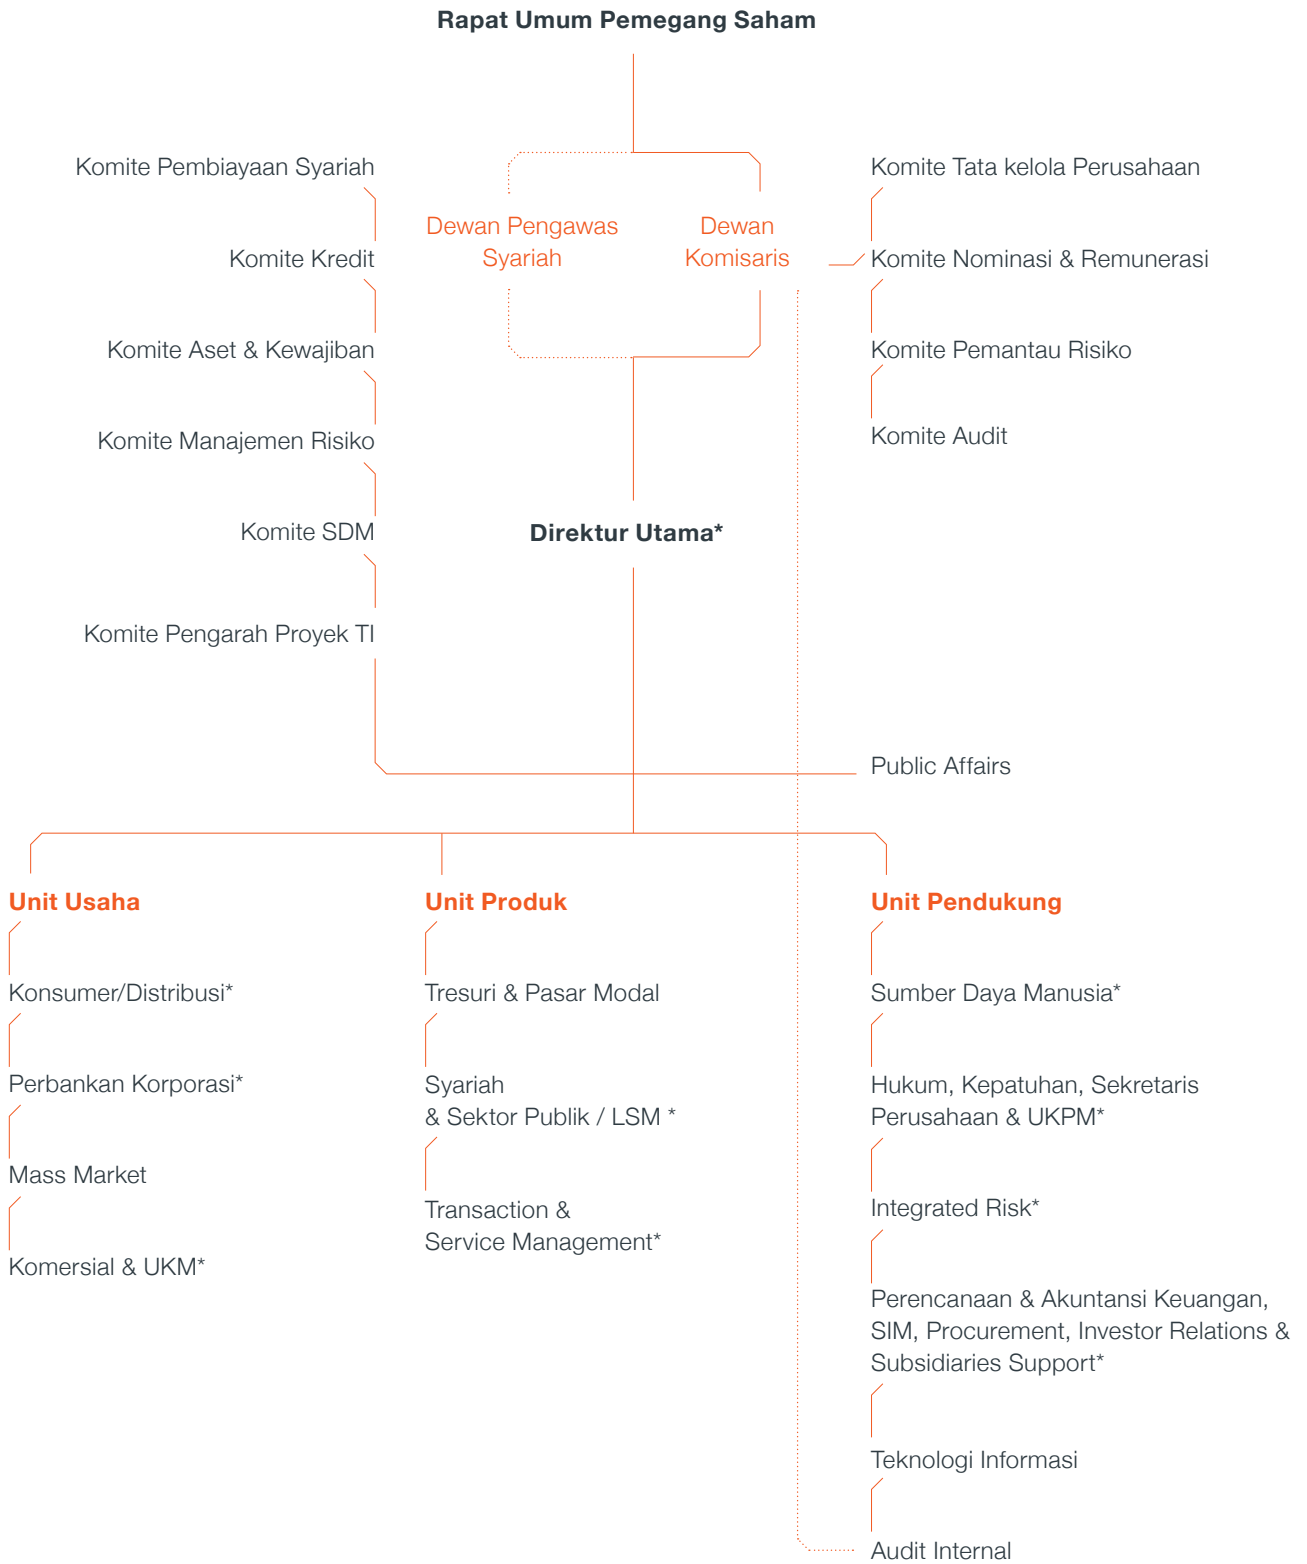 Rapat Umum Pemegang Saham
Komite Pembiayaan Syariah
Komite Kredit
Komite Aset & Kewajiban
Komite Manajemen Risiko
Komite SDM
Komite Pengarah Proyek TI
Dewan Pengawas
Syariah
Dewan
Komisaris
Komite Tata kelola Perusahaan
Komite Nominasi & Remunerasi
Komite Pemantau Risiko
Komite Audit
Direktur Utama*
Public Affairs
Unit Usaha
Konsumer/Distribusi*
Perbankan Korporasi*
Mass Market
Komersial & UKM*
Unit Produk
Tresuri & Pasar Modal
Syariah
& Sektor Publik / LSM *
Transaction &
Service Management*
Unit Pendukung
Sumber Daya Manusia*
Hukum, Kepatuhan, Sekretaris
Perusahaan & UKPM*
Integrated Risk*
Perencanaan & Akuntansi Keuangan,
SIM, Procurement, Investor Relations &
Subsidiaries Support*
Teknologi Informasi
Audit Internal